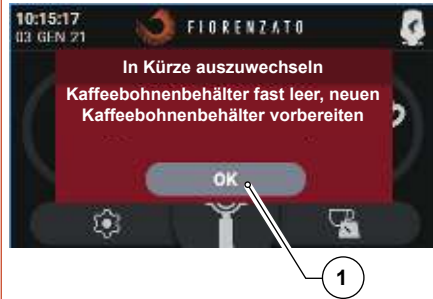 10:15:17
03 GEN 21
FIORENZATO
In Kürze auszuwechseln
Kaffeebohnenbehälter fast leer, neuen
Kaffeebohnenbehälter vorbereiten
OK
1